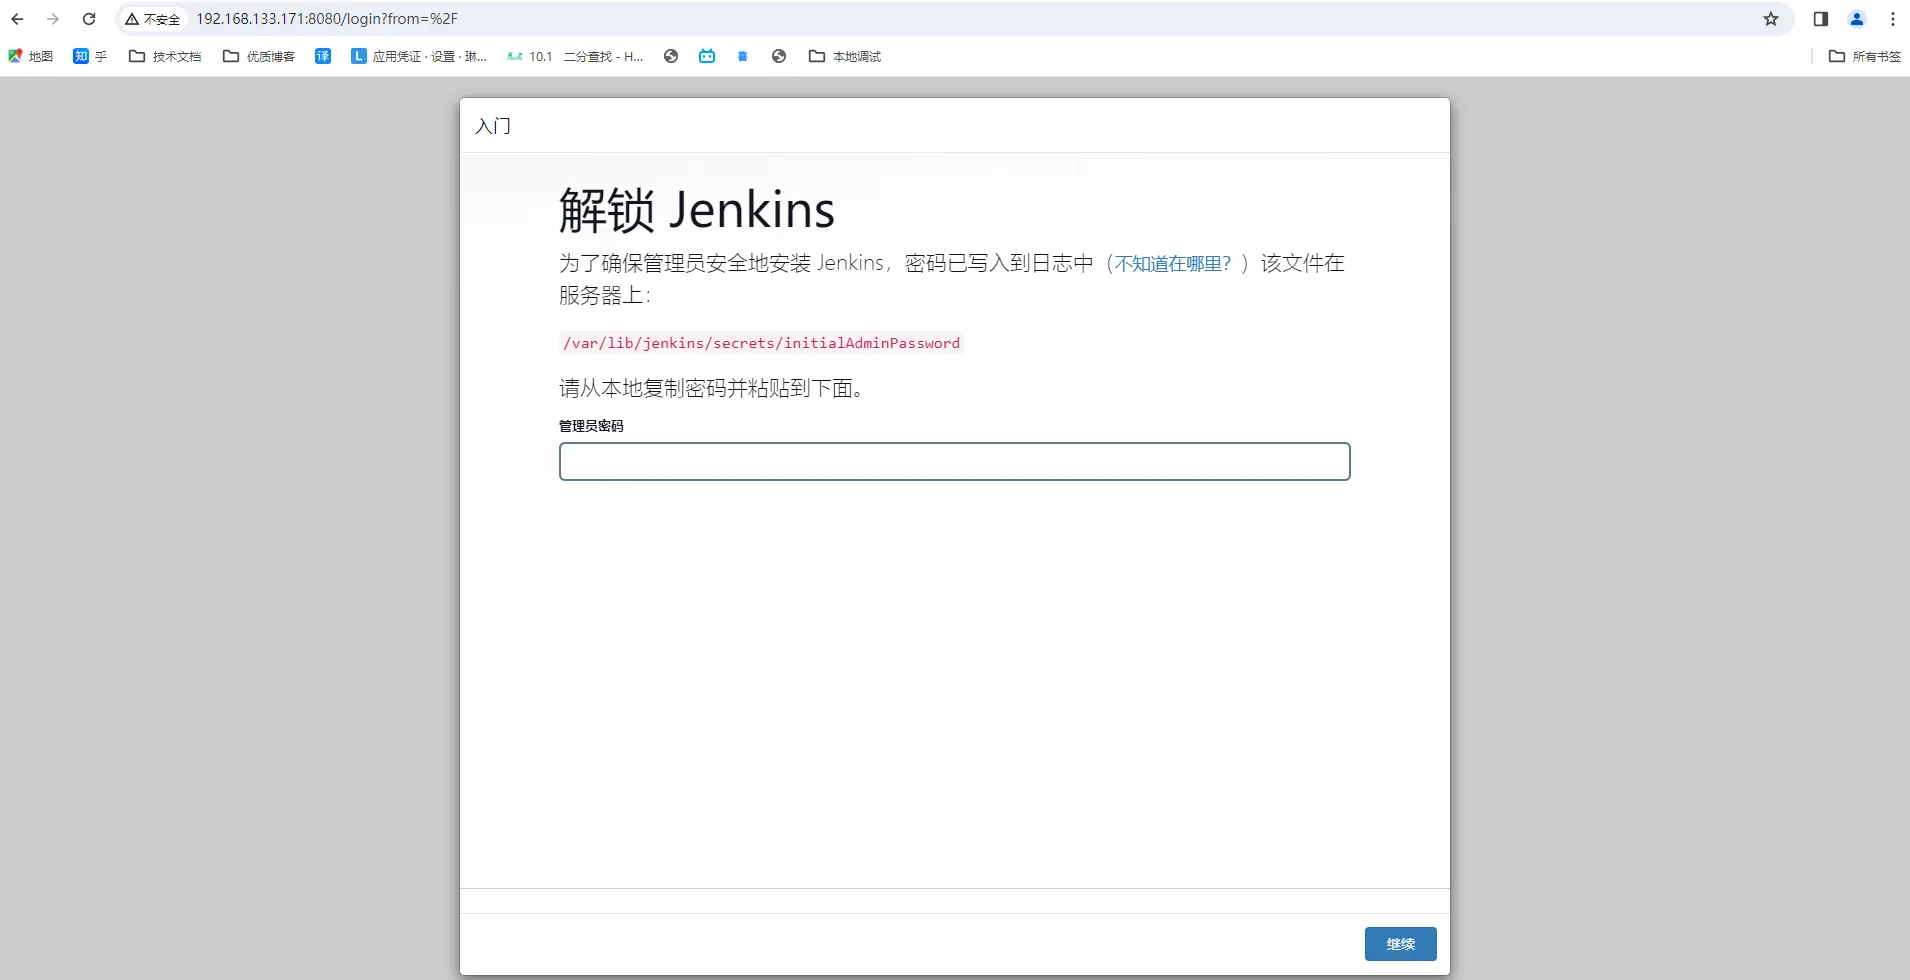 不安全 192.168.133.171:8080/login?from=%2F
地图 知 乎 技术文档 优质博客 译 L 应用凭证 · 设置 · 琳... 10.1 二分查找 - H... 本地调试 所有书签
入门
解锁 Jenkins
为了确保管理员安全地安装 Jenkins，密码已写入到日志中（不知道在哪里？）该文件在
服务器上：
/var/lib/jenkins/secrets/initialAdminPassword
请从本地复制密码并粘贴到下面。
管理员密码
继续